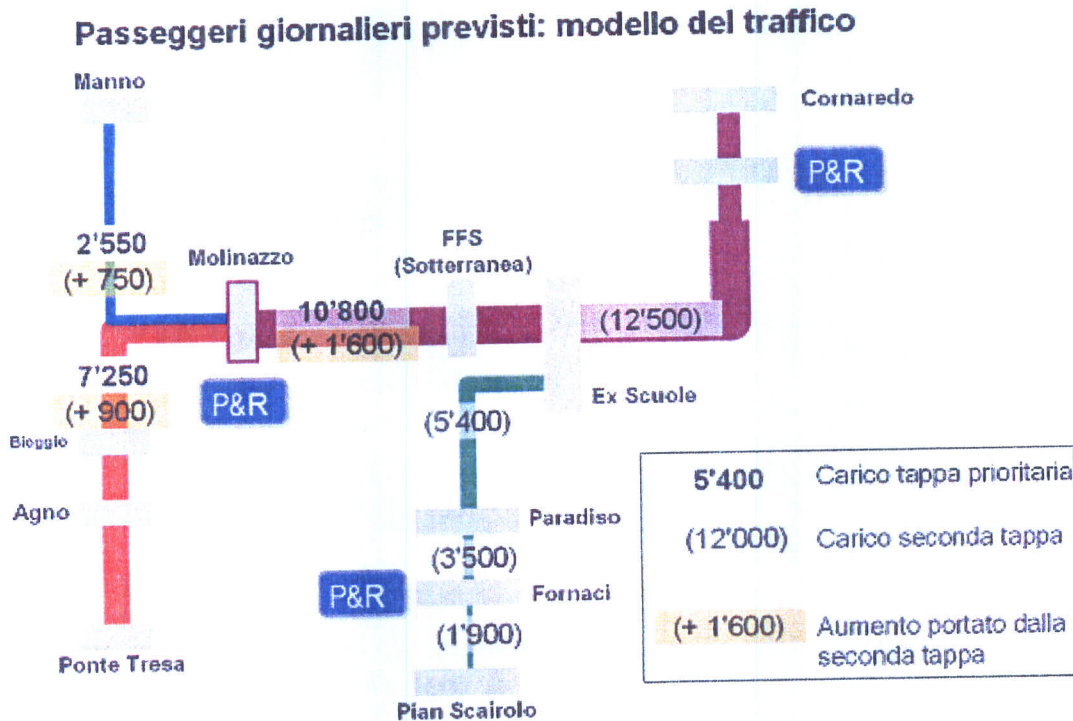 Passeggeri giornalieri previsti: modello del traffico
Manno
Cornaredo
P&R
2'550
(+ 750)
Molinazzo
FFS
(Sotterranea)
10'800
(+ 1'600)
(12'500)
7'250
(+ 900)
P&R
Ex Scuole
(5'400)
Bioggio
Agno
Paradiso
(3'500)
P&R
Fornaci
(1'900)
Ponte Tresa
Pian Scairolo
5'400 Carico tappa prioritaria
(12'000) Carico seconda tappa
(+ 1'600) Aumento portato dalla
seconda tappa